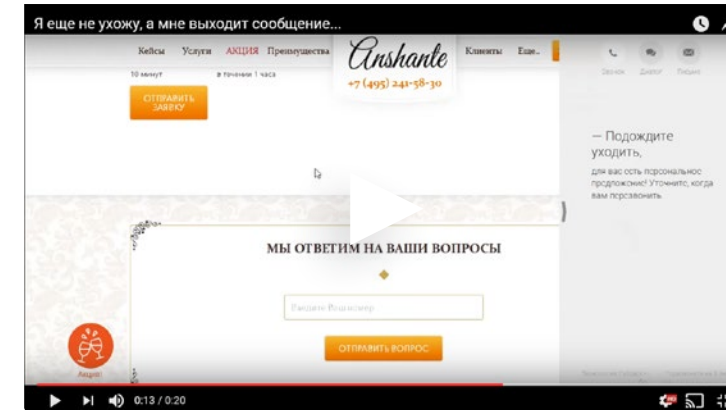 Я еще не ухожу, а мне выходит сообщение...
Кейсы Услуги АКЦИЯ Преимущества
Anshante
Клиенты Еще..
+7 (495) 241-58-30
10 минут
в течении 1 часа
ОТПРАВИТЬ
ЗАЯВКУ
Звонок Диалог Письмо
— Подождите
уходить,
для вас есть персональное
предложение! Уточните, когда
вам перезвонить
МЫ ОТВЕТИМ НА ВАШИ ВОПРОСЫ
Введите Ваш номер
ОТПРАВИТЬ ВОПРОС
Акция!
0:13 / 0:20